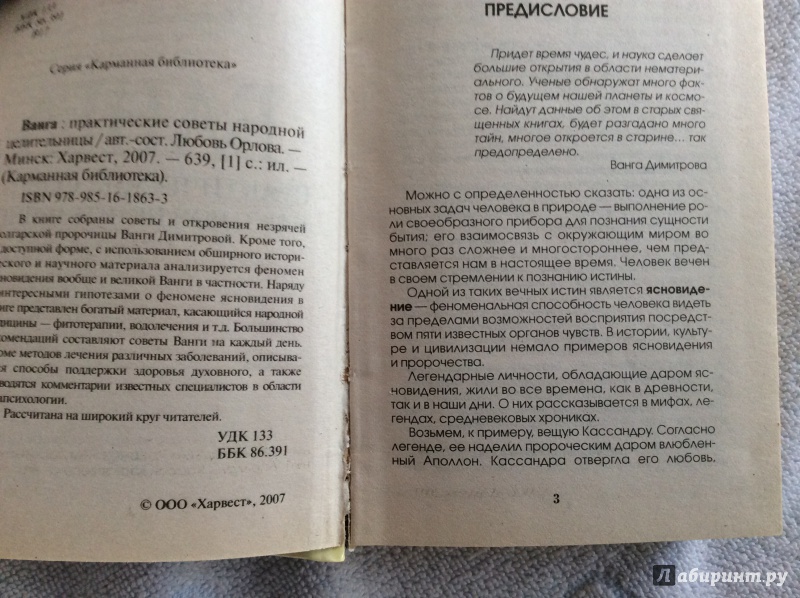 Серия «Карманная библиотека»
Ванга : практические советы народной
целительницы / авт.-сост. Любовь Орлова. —
Минск: Харвест, 2007. — 639, [1] с.: ил. —
(Карманная библиотека).
ISBN 978-985-16-1863-3
В книге собраны советы и откровения незрячей
болгарской пророчицы Ванги Димитровой. Кроме того,
доступной форме, с использованием обширного истори-
ческого и научного материала анализируется феномен
новидения вообще и великой Ванги в частности. Наряду
интересными гипотезами о феномене ясновидения в
книге представлен богатый материал, касающийся народной
медицины — фитотерапии, водолечения и т.д. Большинство
комендаций составляют советы Ванги на каждый день.
оме методов лечения различных заболеваний, описыва-
ся способы поддержки здоровья духовного, а также
водятся комментарии известных специалистов в области
апсихологии.
Рассчитана на широкий круг читателей.
УДК 133
ББК 86.391
© ООО «Харвест», 2007
ПРЕДИСЛОВИЕ
Придет время чудес, и наука сделает
большие открытия в области нематери-
ального. Ученые обнаружат много фак-
тов о будущем нашей планеты и космо-
се. Найдут данные об этом в старых свя-
щенных книгах, будет разгадано много
тайн, многое откроется в старине... так
предопределено.
Ванга Димитрова
Можно с определенностью сказать: одна из ос-
новных задач человека в природе — выполнение ро-
ли своеобразного прибора для познания сущности
бытия; его взаимосвязь с окружающим миром во
много раз сложнее и многостороннее, чем пред-
ставляется нам в настоящее время. Человек вечен
в своем стремлении к познанию истины.
Одной из таких вечных истин является ясновиде-
ние — феноменальная способность человека видеть
за пределами возможностей восприятия посредст-
вом пяти известных органов чувств. В истории, культу-
ре и цивилизации немало примеров ясновидения
и пророчества.
Легендарные личности, обладающие даром яс-
новидения, жили во все времена, как в древности,
так и в наши дни. О них рассказывается в мифах, ле-
гендах, средневековых хрониках.
Возьмем, к примеру, вещую Кассандру. Согласно
легенде, ее наделил пророческим даром влюблен-
ный Аполлон. Кассандра отвергла его любовь.
3
Лабиринт.ру